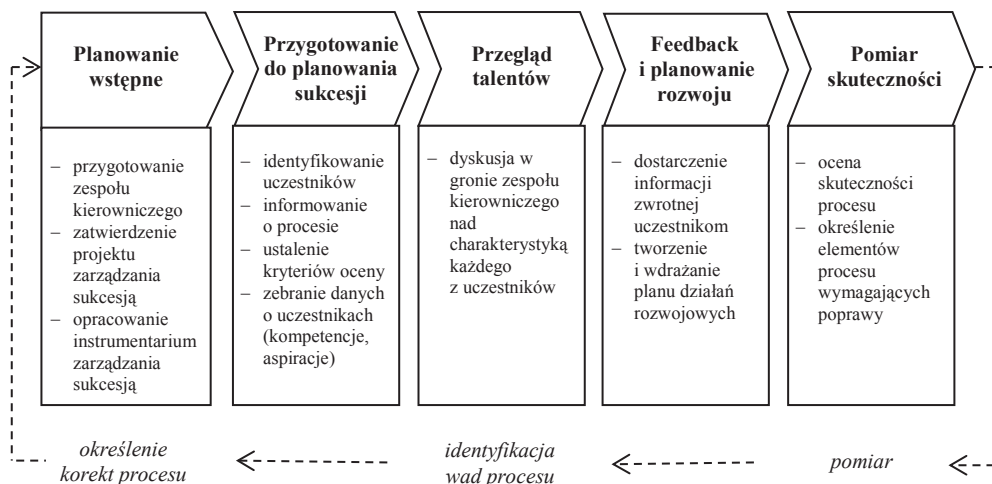 Planowanie
wstępne
Przygotowanie
do planowania
sukcesji
Przegląd
talentów
Feedback
i planowanie
rozwoju
Pomiar
skuteczności
– przygotowanie
zespołu
kierowniczego
– zatwierdzenie
projektu
zarządzania
sukcesją
– opracowanie
instrumentarium
zarządzania
sukcesją
– identyfikowanie
uczestników
– informowanie
o procesie
– ustalenie
kryteriów oceny
– zebranie danych
o uczestnikach
(kompetencje,
aspiracje)
– dyskusja w
gronie zespołu
kierowniczego
nad
charakterystyką
każdego
z uczestników
– dostarczenie
informacji
zwrotnej
uczestnikom
– tworzenie
i wdrażanie
planu działań
rozwojowych
– ocena
skuteczności
procesu
– określenie
elementów
procesu
wymagających
poprawy
określenie
korekt procesu
identyfikacja
wad procesu
pomiar